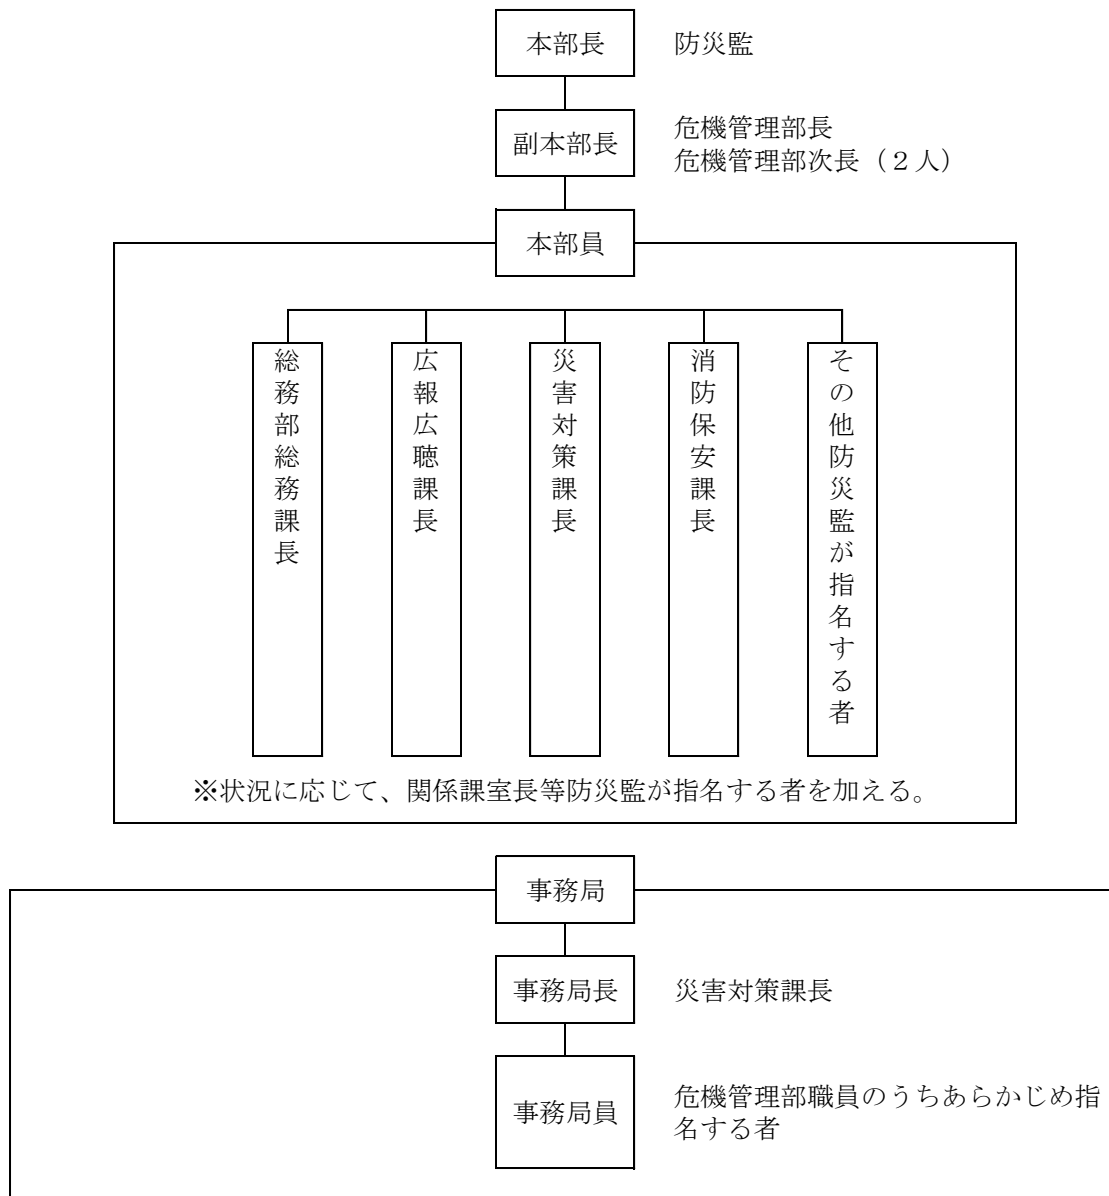 本部長
防災監
副本部長
危機管理部長
危機管理部次長（２人）
本部員
総務部総務課長
広報広聴課長
災害対策課長
消防保安課長
その他防災監が指名する者
※状況に応じて、関係課室長等防災監が指名する者を加える。
事務局
事務局長
災害対策課長
事務局員
危機管理部職員のうちあらかじめ指
名する者